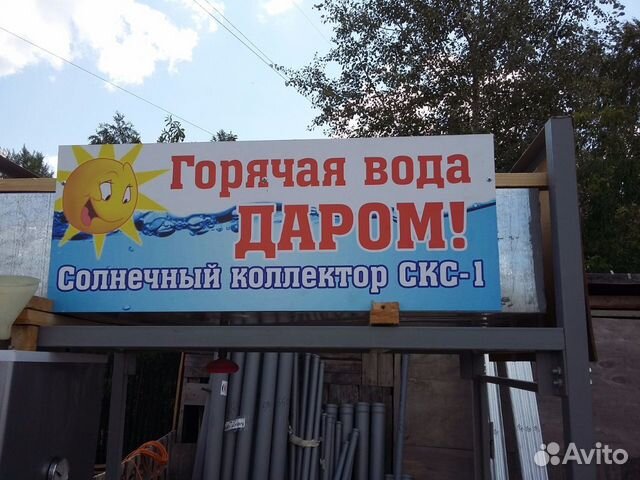 Горячая вода
ДАРОМ!
Солнечный коллектор СКС-1
Avito